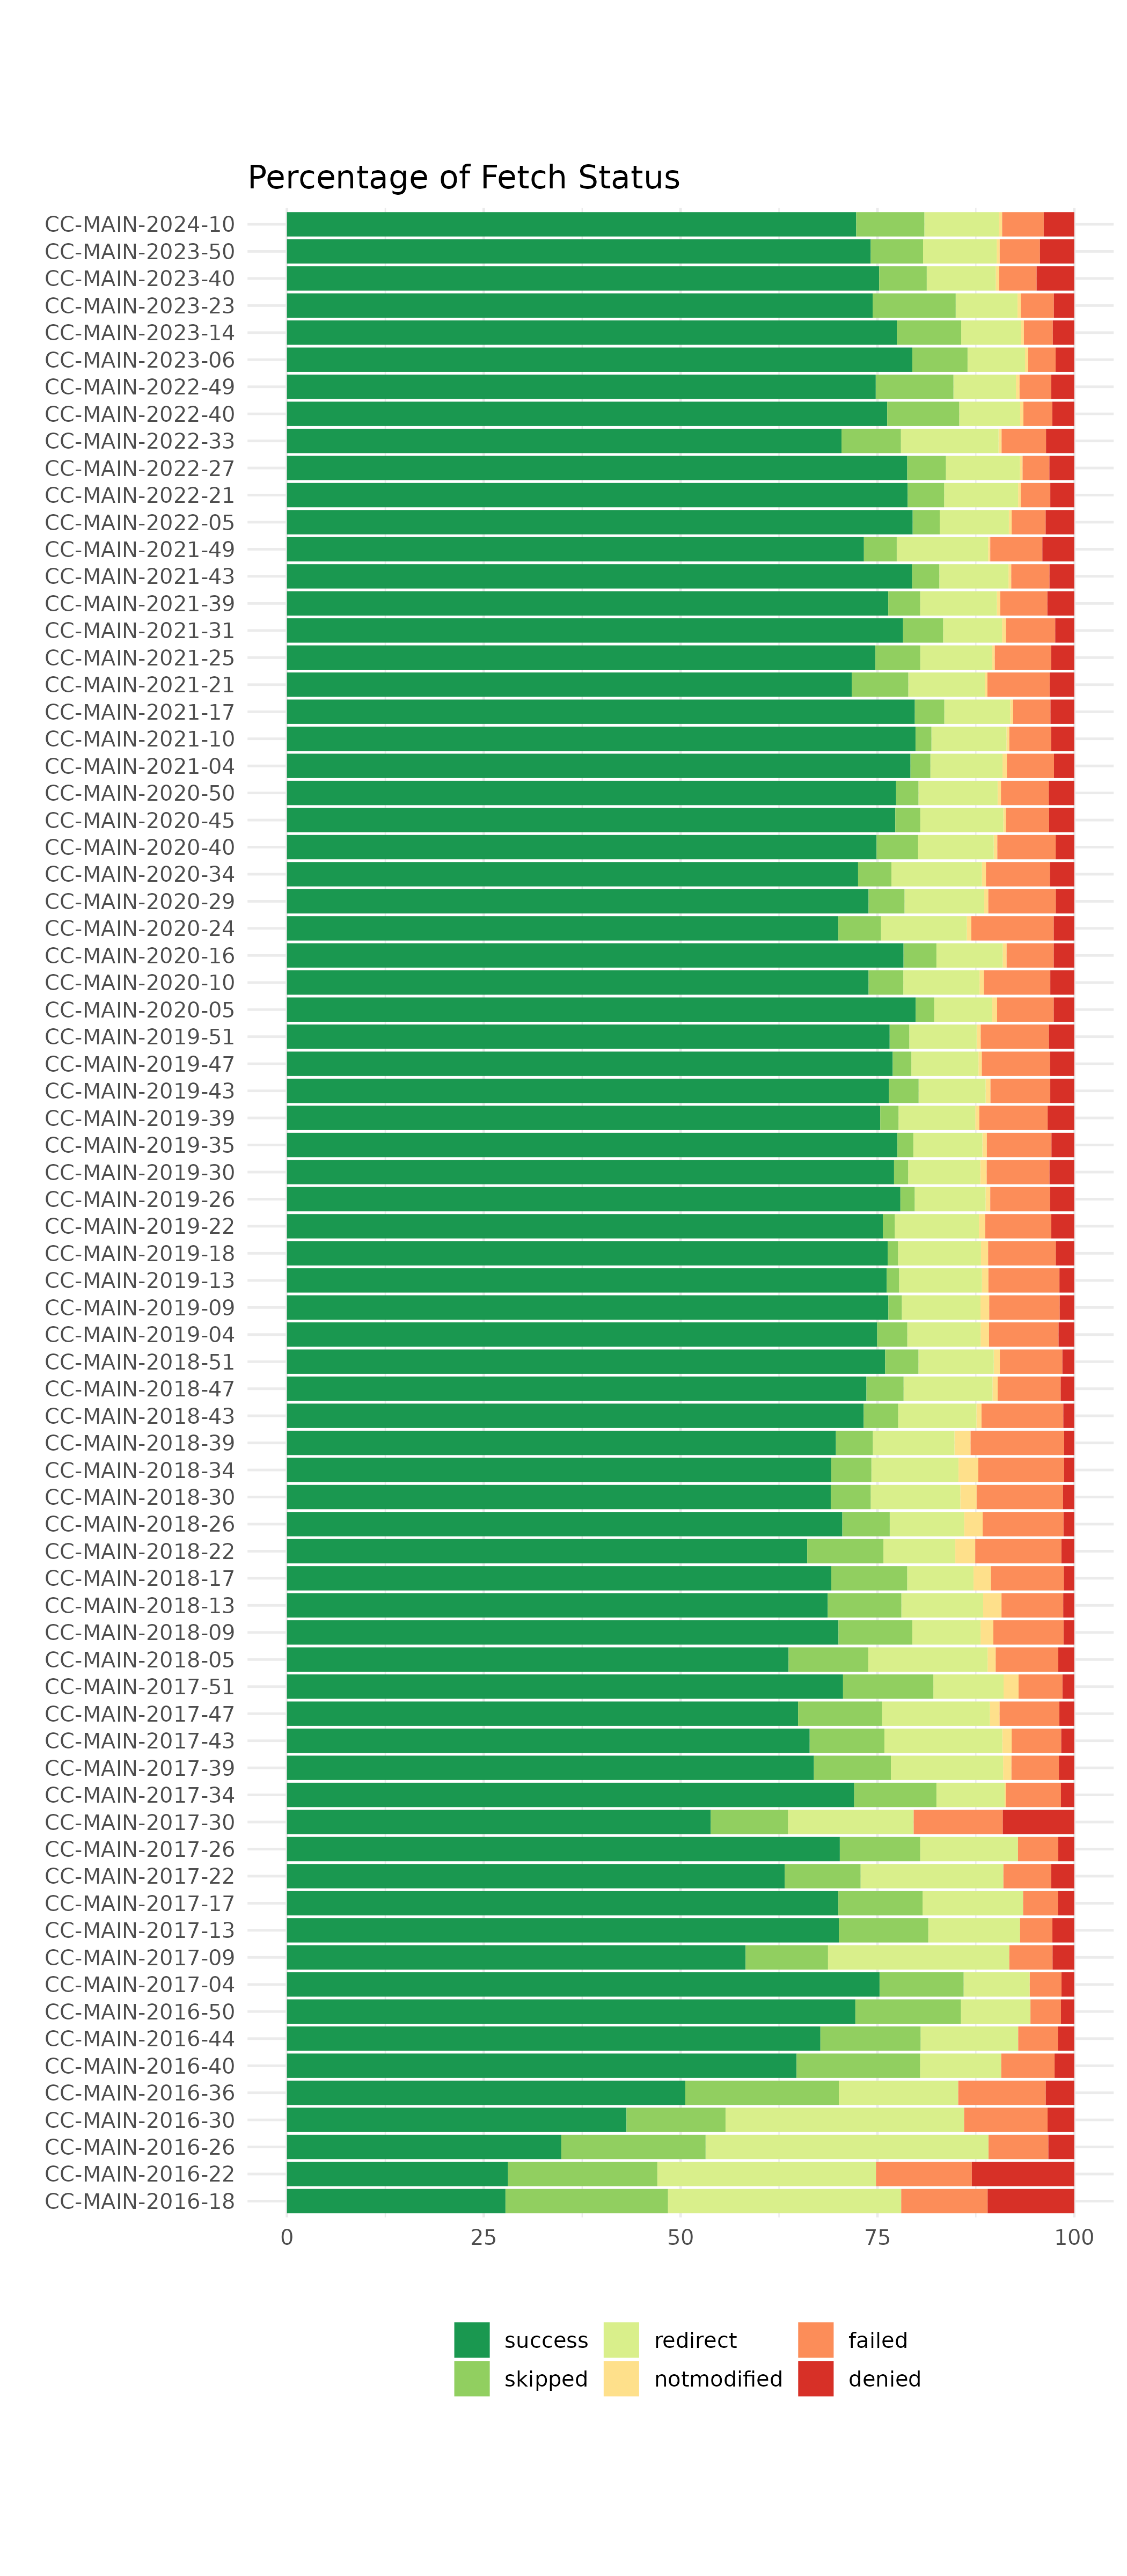 Percentage of Fetch Status
CC-MAIN-2024-10
CC-MAIN-2023-50
CC-MAIN-2023-40
CC-MAIN-2023-23
CC-MAIN-2023-14
CC-MAIN-2023-06
CC-MAIN-2022-49
CC-MAIN-2022-40
CC-MAIN-2022-33
CC-MAIN-2022-27
CC-MAIN-2022-21
CC-MAIN-2022-05
CC-MAIN-2021-49
CC-MAIN-2021-43
CC-MAIN-2021-39
CC-MAIN-2021-31
CC-MAIN-2021-25
CC-MAIN-2021-21
CC-MAIN-2021-17
CC-MAIN-2021-10
CC-MAIN-2021-04
CC-MAIN-2020-50
CC-MAIN-2020-45
CC-MAIN-2020-40
CC-MAIN-2020-34
CC-MAIN-2020-29
CC-MAIN-2020-24
CC-MAIN-2020-16
CC-MAIN-2020-10
CC-MAIN-2020-05
CC-MAIN-2019-51
CC-MAIN-2019-47
CC-MAIN-2019-43
CC-MAIN-2019-39
CC-MAIN-2019-35
CC-MAIN-2019-30
CC-MAIN-2019-26
CC-MAIN-2019-22
CC-MAIN-2019-18
CC-MAIN-2019-13
CC-MAIN-2019-09
CC-MAIN-2019-04
CC-MAIN-2018-51
CC-MAIN-2018-47
CC-MAIN-2018-43
CC-MAIN-2018-39
CC-MAIN-2018-34
CC-MAIN-2018-30
CC-MAIN-2018-26
CC-MAIN-2018-22
CC-MAIN-2018-17
CC-MAIN-2018-13
CC-MAIN-2018-09
CC-MAIN-2018-05
CC-MAIN-2017-51
CC-MAIN-2017-47
CC-MAIN-2017-43
CC-MAIN-2017-39
CC-MAIN-2017-34
CC-MAIN-2017-30
CC-MAIN-2017-26
CC-MAIN-2017-22
CC-MAIN-2017-17
CC-MAIN-2017-13
CC-MAIN-2017-09
CC-MAIN-2017-04
CC-MAIN-2016-50
CC-MAIN-2016-44
CC-MAIN-2016-40
CC-MAIN-2016-36
CC-MAIN-2016-30
CC-MAIN-2016-26
CC-MAIN-2016-22
CC-MAIN-2016-18
0 25 50 75 100
success redirect failed
skipped notmodified denied